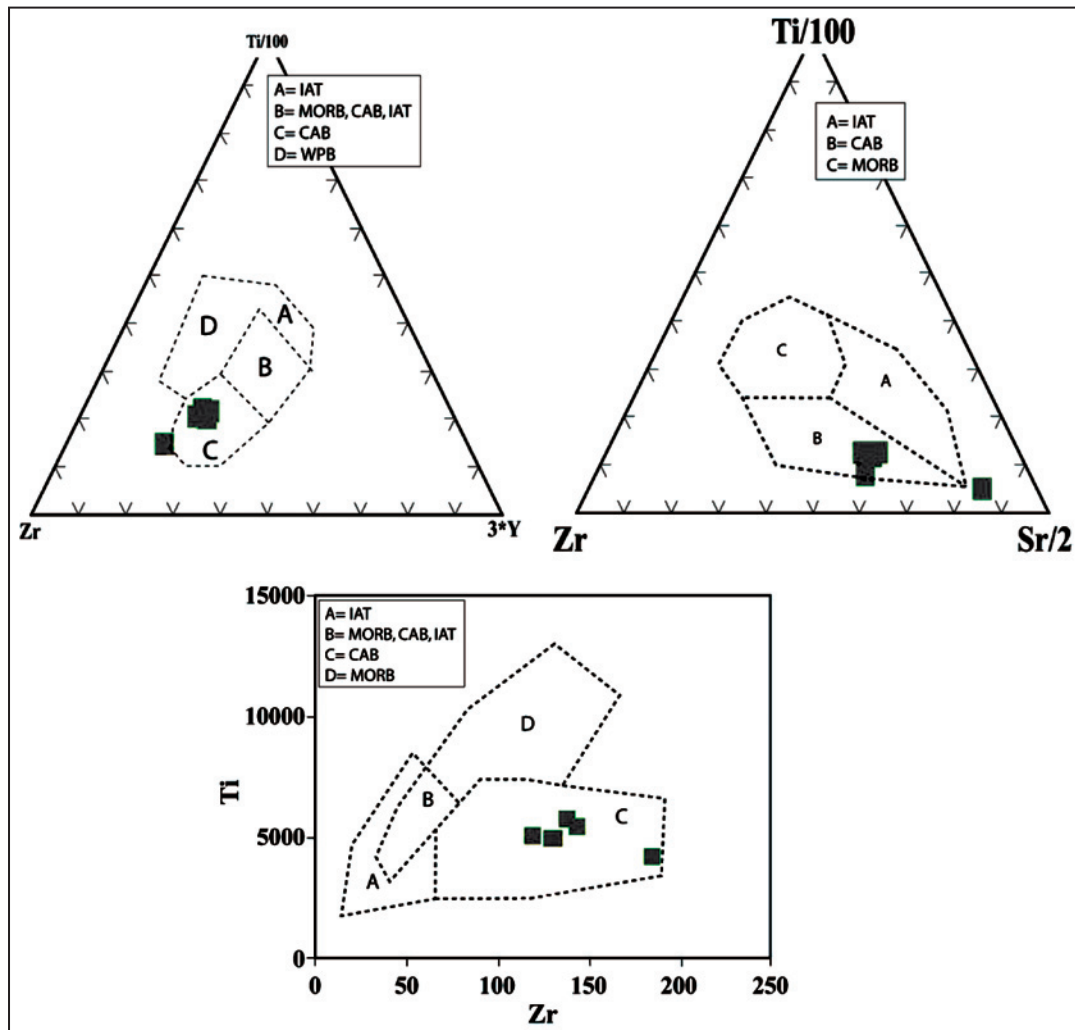 Ti/100
A= IAT
B= MORB, CAB, IAT
C= CAB
D= WPB
D
A
B
C
Zr
3*Y
Ti/100
A= IAT
B= CAB
C= MORB
C
A
B
Zr
Sr/2
15000
10000
5000
0
Ti
A= IAT
B= MORB, CAB, IAT
C= CAB
D= MORB
D
B
C
A
0
50
100
150
200
250
Zr